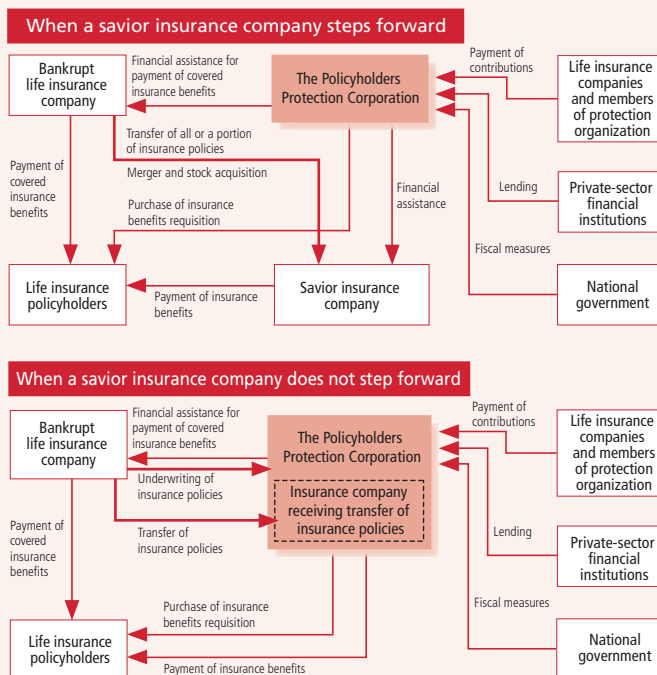 When a savior insurance company steps forward
Bankrupt
life insurance
company
Financial assistance for
payment of covered
insurance benefits
The Policyholders
Protection Corporation
Payment of
contributions
Life insurance
companies
and members
of protection
organization
Transfer of all or a portion
of insurance policies
Merger and stock acquisition
Payment of
covered
insurance
benefits
Purchase of insurance
benefits requisition
Financial
assistance
Lending
Private-sector
financial
institutions
Fiscal measures
Life insurance
policyholders
Payment of insurance
benefits
Savior insurance
company
National
government
When a savior insurance company does not step forward
Bankrupt
life insurance
company
Financial assistance for
payment of covered
insurance benefits
The Policyholders
Protection Corporation
Payment of
contributions
Life insurance
companies
and members
of protection
organization
Underwriting of
insurance policies
Insurance company
receiving transfer of
insurance policies
Transfer of
insurance policies
Payment of
covered
insurance
benefits
Lending
Private-sector
financial
institutions
Purchase of insurance
benefits requisition
Fiscal measures
Life insurance
policyholders
Payment of insurance benefits
National
government